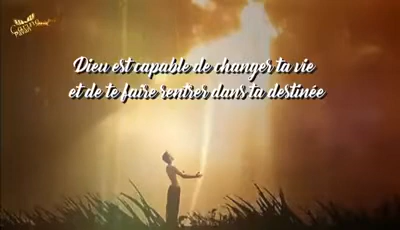 Dieu est capable de changer ta vie
et de te faire rentrer dans ta destinée